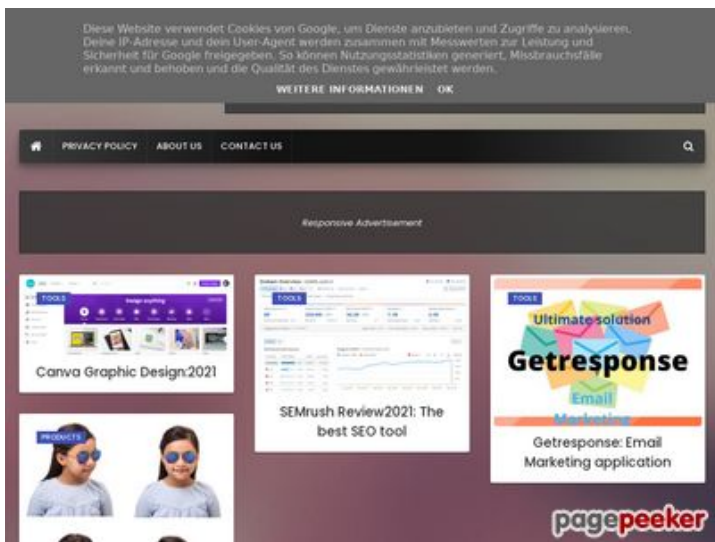 Diese Website verwendet Cookies von Google, um Dienste anzubieten und Zugriffe zu analysieren.
Deine IP-Adresse und dein User-Agent werden zusammen mit Messwerten zur Leistung und
Sicherheit für Google freigegeben. So können Nutzungsstatistiken generiert, Missbrauchsfälle
erkannt und behoben und die Qualität des Dienstes gewährleistet werden.
WEITERE INFORMATIONEN OK
PRIVACY POLICY ABOUT US CONTACT US
Responsive Advertisement
TOOLS
Design anything
Canva Graphic Design:2021
TOOLS
SEMrush Review2021: The
best SEO tool
TOOLS
Ultimate solution
Getresponse
Email
Marketing
Getresponse: Email
Marketing application
PRODUCTS
pagepeeker